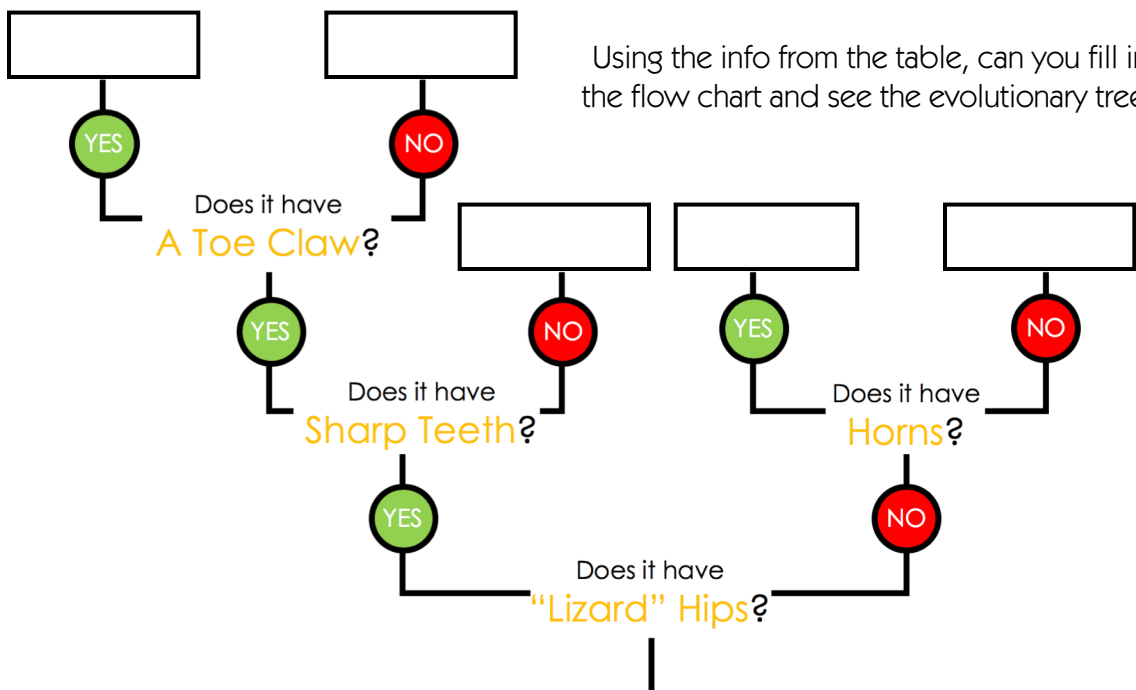 Using the info from the table, can you fill in
the flow chart and see the evolutionary tree
YES
NO
Does it have
A Toe Claw?
YES
NO
YES
NO
Does it have
Sharp Teeth?
Does it have
Horns?
YES
NO
Does it have
“Lizard” Hips?